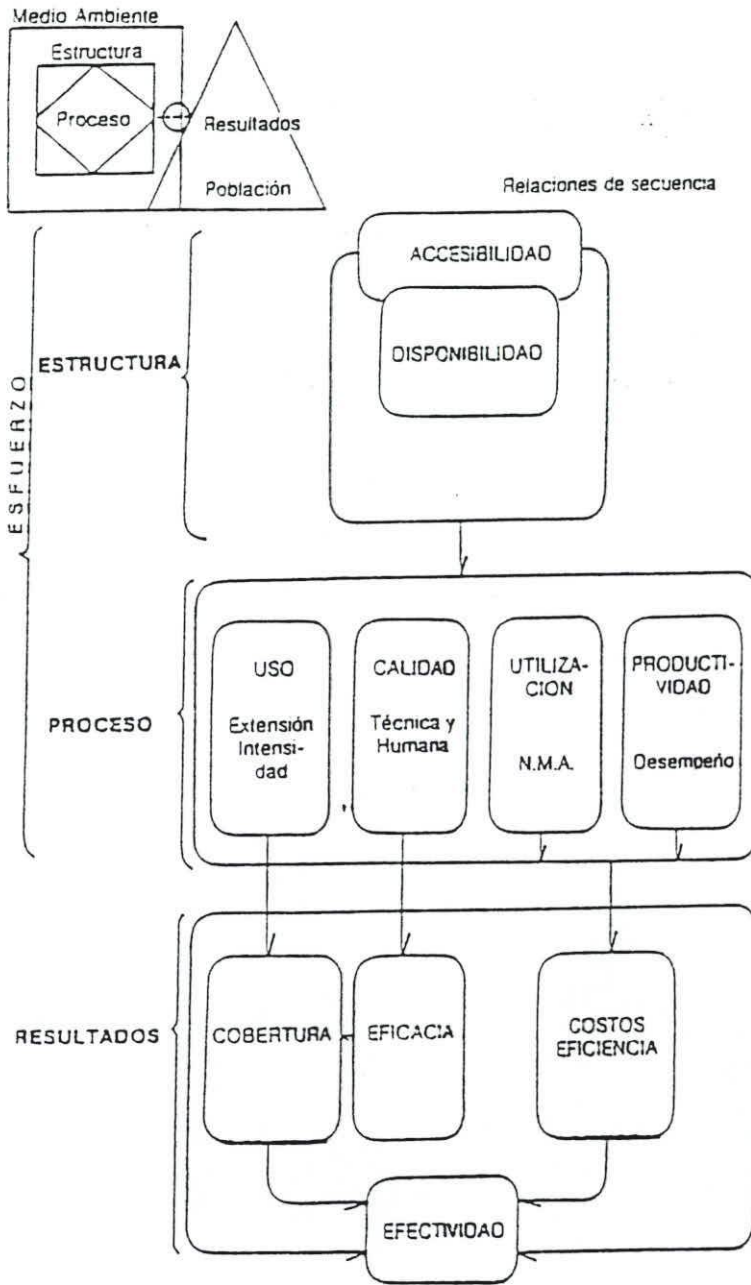 Medio Ambiente
Estructura
Proceso
Resultados
Población
Relaciones de secuencia
ESFUERZO
ESTRUCTURA
ACCESIBILIDAD
DISPONIBILIDAD
PROCESO
USO
Extensión
Intensi-
dad
CALIDAD
Técnica y
Humana
UTILIZA-
CION
N.M.A.
PRODUCTI-
VIDAD
Desempeño
RESULTADOS
COBERTURA
EFICACIA
COSTOS
EFICIENCIA
EFECTIVIDAD